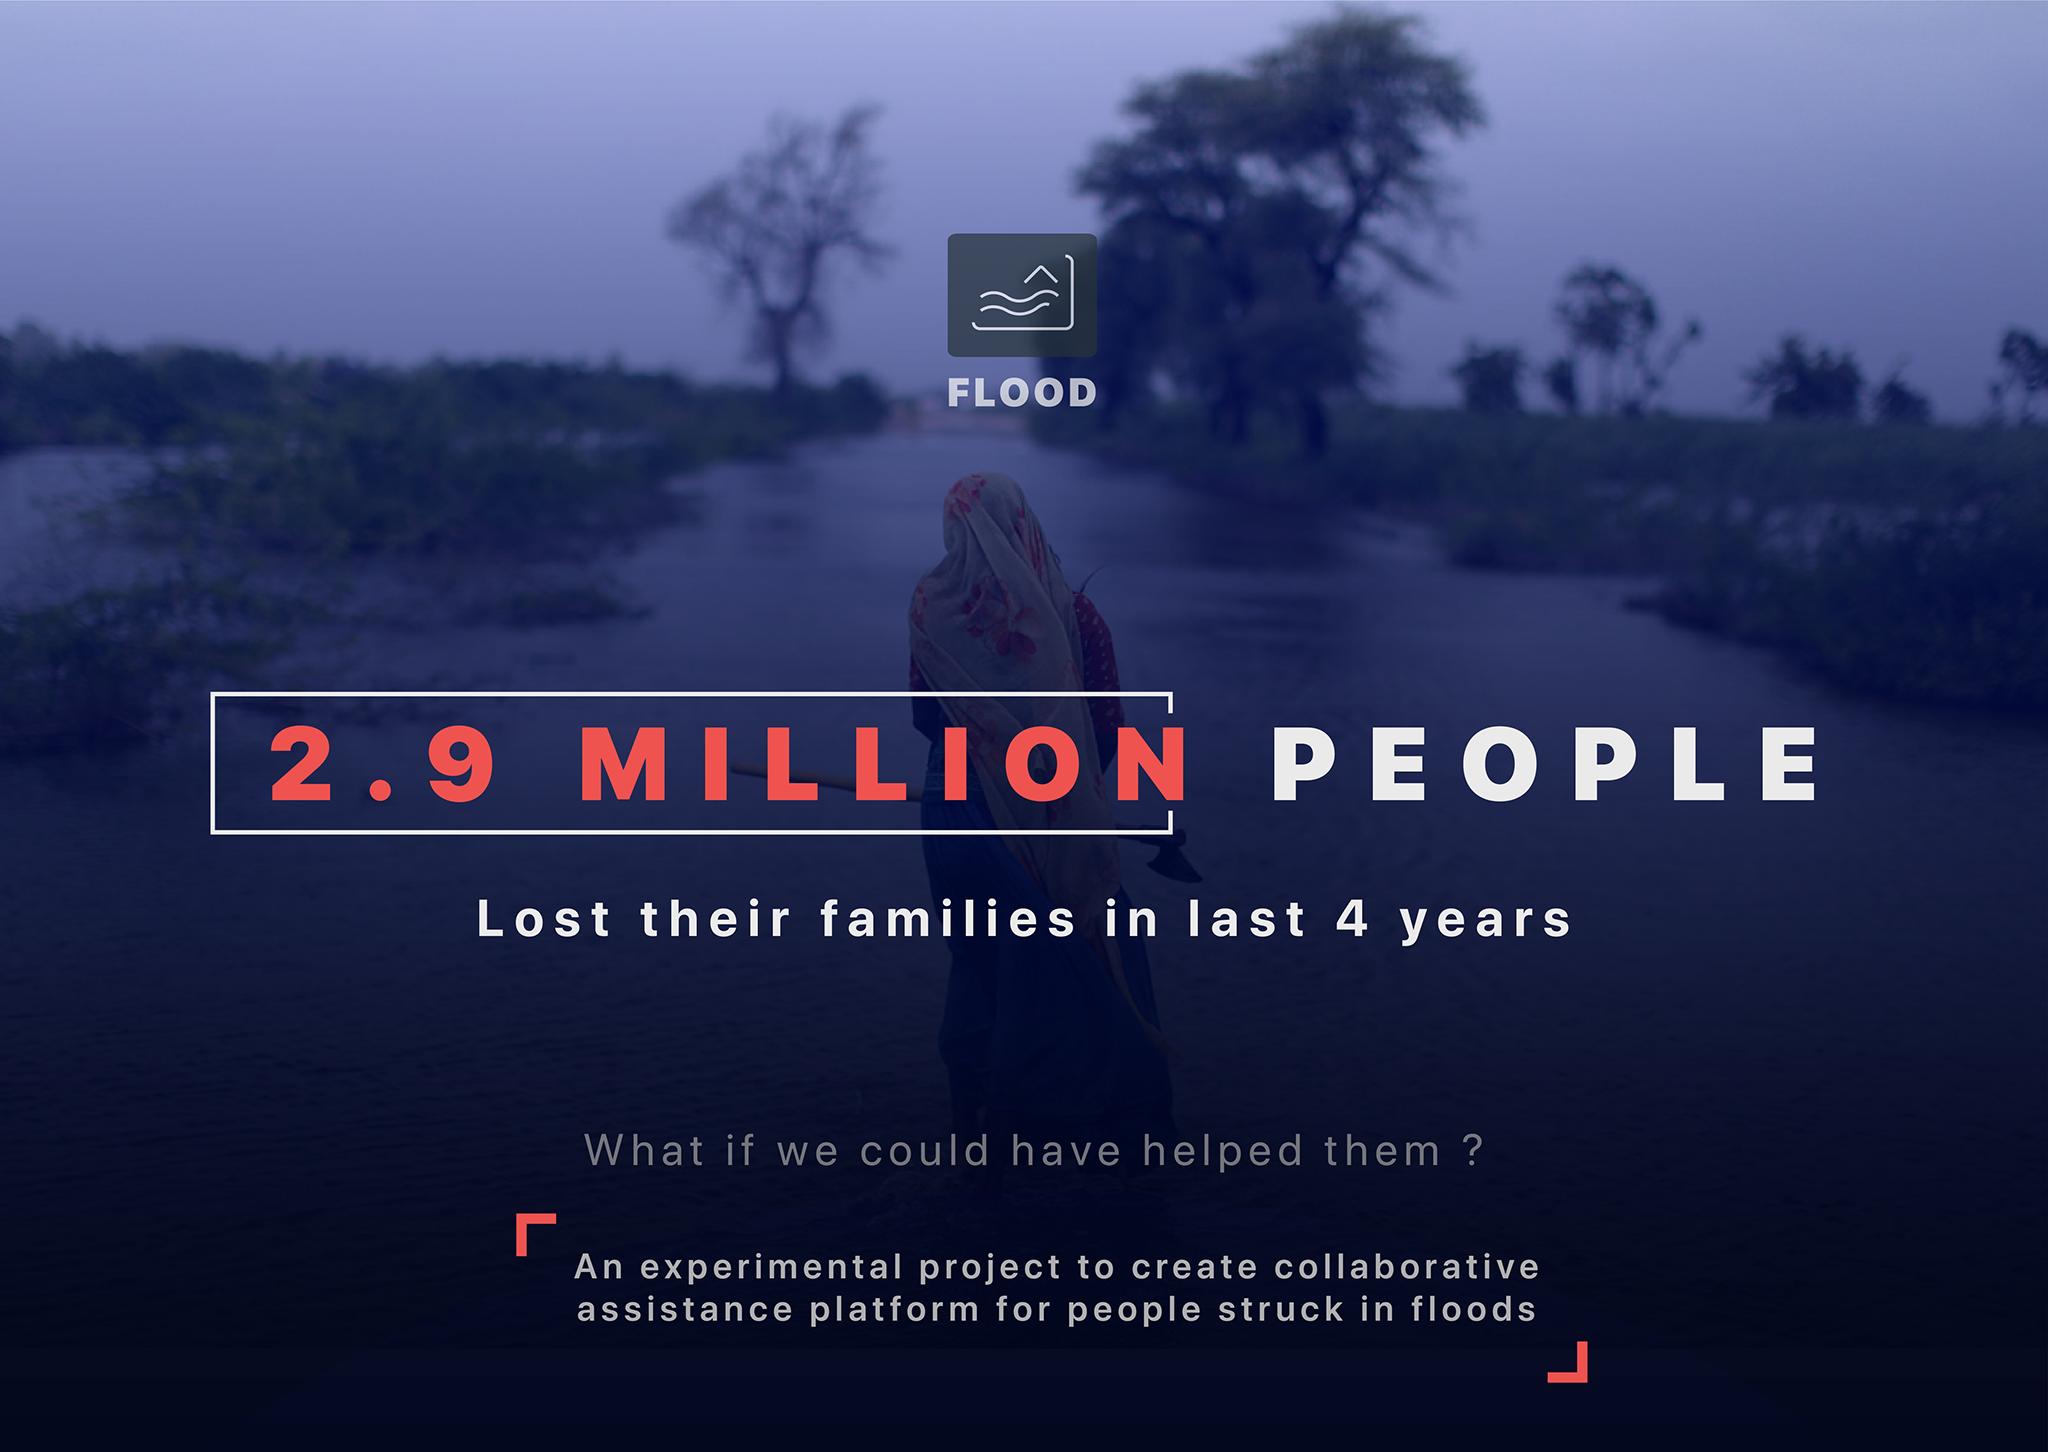 FLOOD
2.9 MILLION PEOPLE
Lost their families in last 4 years
What if we could have helped them ?
An experimental project to create collaborative
assistance platform for people struck in floods